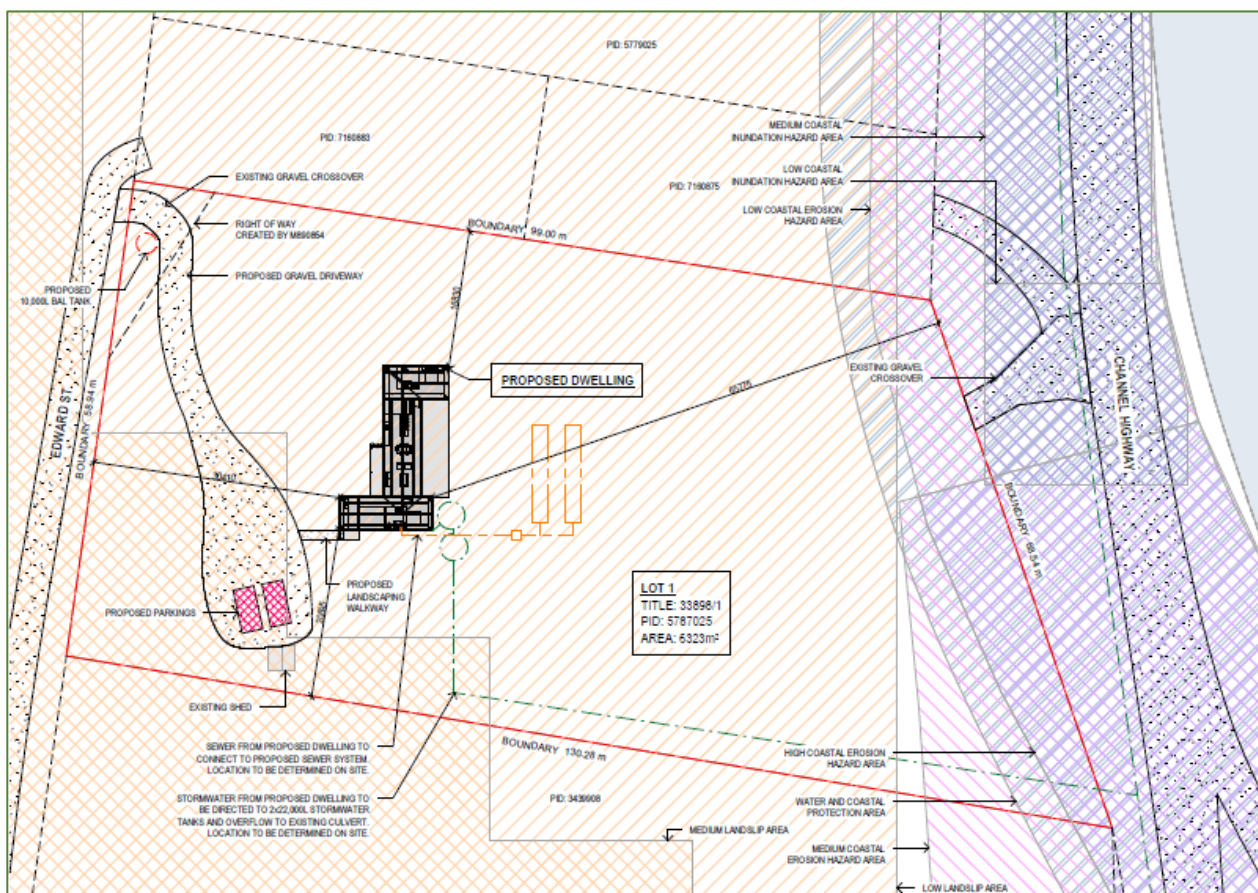 PID: 5779025
PID: 7160883
MEDIUM COASTAL
INUNDATION HAZARD AREA
EXISTING GRAVEL CROSSOVER
PID: 7160875
LOW COASTAL
INUNDATION HAZARD AREA
LOW COASTAL EROSION
HAZARD AREA
RIGHT OF WAY
CREATED BY M890854
BOUNDARY 99.00 m
PROPOSED GRAVEL DRIVEWAY
PROPOSED
10,000L BAL TANK
PROPOSED DWELLING
EXISTING GRAVEL
CROSSOVER
CHANNEL HIGHWAY
EDWARD ST
BOUNDARY 58.94 m
BOUNDARY 68.54 m
LOT 1
TITLE: 33898/1
PID: 5787025
AREA: 6323m²
PROPOSED
LANDSCAPING
WALKWAY
PROPOSED PARKINGS
EXISTING SHED
SEWER FROM PROPOSED DWELLING TO
CONNECT TO PROPOSED SEWER SYSTEM.
LOCATION TO BE DETERMINED ON SITE.
BOUNDARY 130.28 m
HIGH COASTAL EROSION
HAZARD AREA
STORMWATER FROM PROPOSED DWELLING TO
BE DIRECTED TO 2x22,000L STORMWATER
TANKS AND OVERFLOW TO EXISTING CULVERT.
LOCATION TO BE DETERMINED ON SITE.
PID: 3439908
WATER AND COASTAL
PROTECTION AREA
MEDIUM LANDSLIP AREA
MEDIUM COASTAL
EROSION HAZARD AREA
LOW LANDSLIP AREA